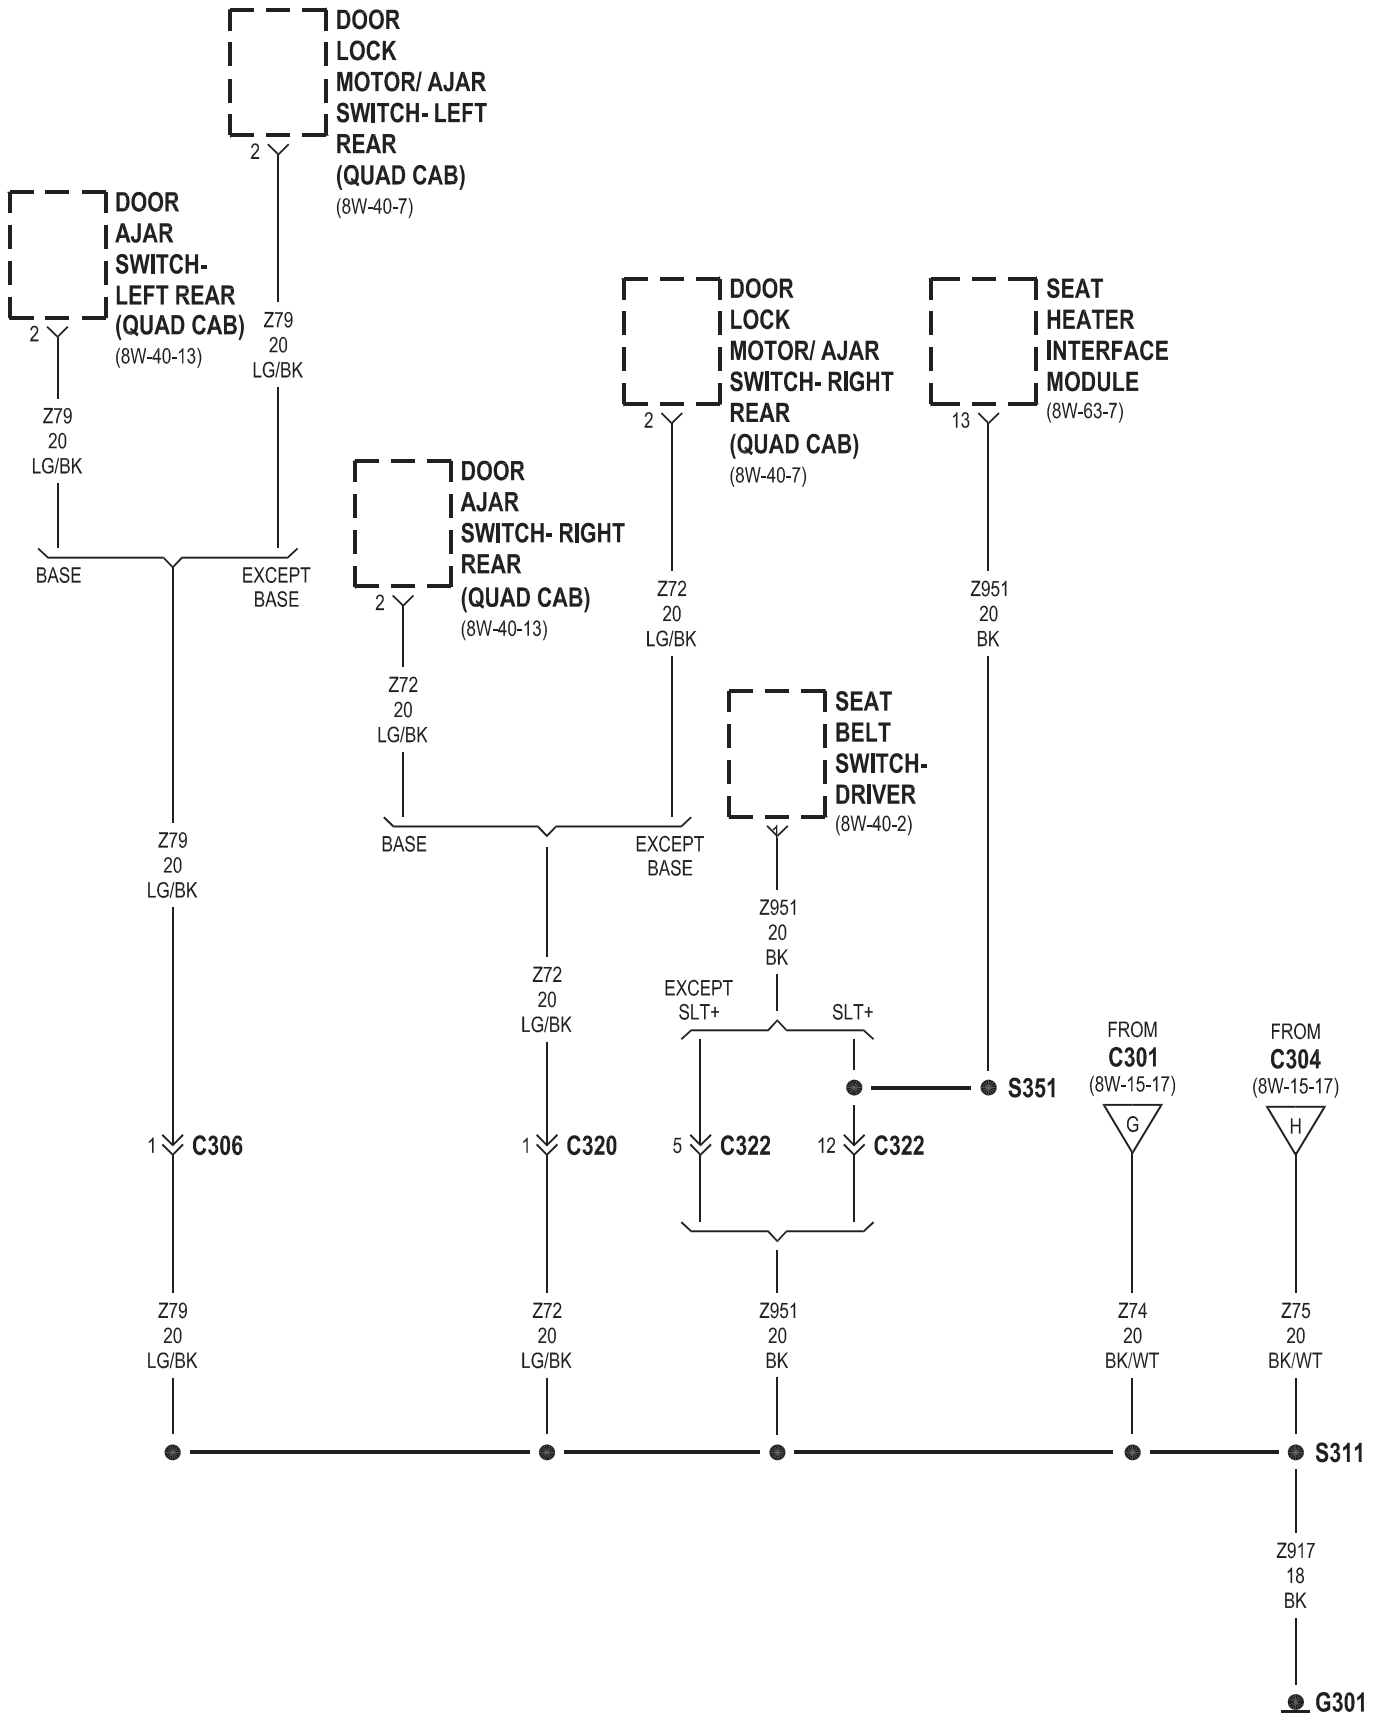 DOOR
LOCK
MOTOR/ AJAR
SWITCH- LEFT
REAR
(QUAD CAB)
(8W-40-7)
2
DOOR
AJAR
SWITCH-
LEFT REAR
(QUAD CAB)
(8W-40-13)
2
Z79
20
LG/BK
Z79
20
LG/BK
BASE
EXCEPT
BASE
DOOR
LOCK
MOTOR/ AJAR
SWITCH- RIGHT
REAR
(QUAD CAB)
(8W-40-7)
2
SEAT
HEATER
INTERFACE
MODULE
(8W-63-7)
13
DOOR
AJAR
SWITCH- RIGHT
REAR
(QUAD CAB)
(8W-40-13)
2
Z72
20
LG/BK
Z951
20
BK
Z72
20
LG/BK
SEAT
BELT
SWITCH-
DRIVER
(8W-40-2)
1
BASE
EXCEPT
BASE
Z79
20
LG/BK
Z951
20
BK
Z72
20
LG/BK
EXCEPT
SLT+
SLT+
FROM
C301
(8W-15-17)
G
FROM
C304
(8W-15-17)
H
S351
1 C306
1 C320
5 C322
12 C322
Z79
20
LG/BK
Z72
20
LG/BK
Z951
20
BK
Z74
20
BK/WT
Z75
20
BK/WT
S311
Z917
18
BK
G301